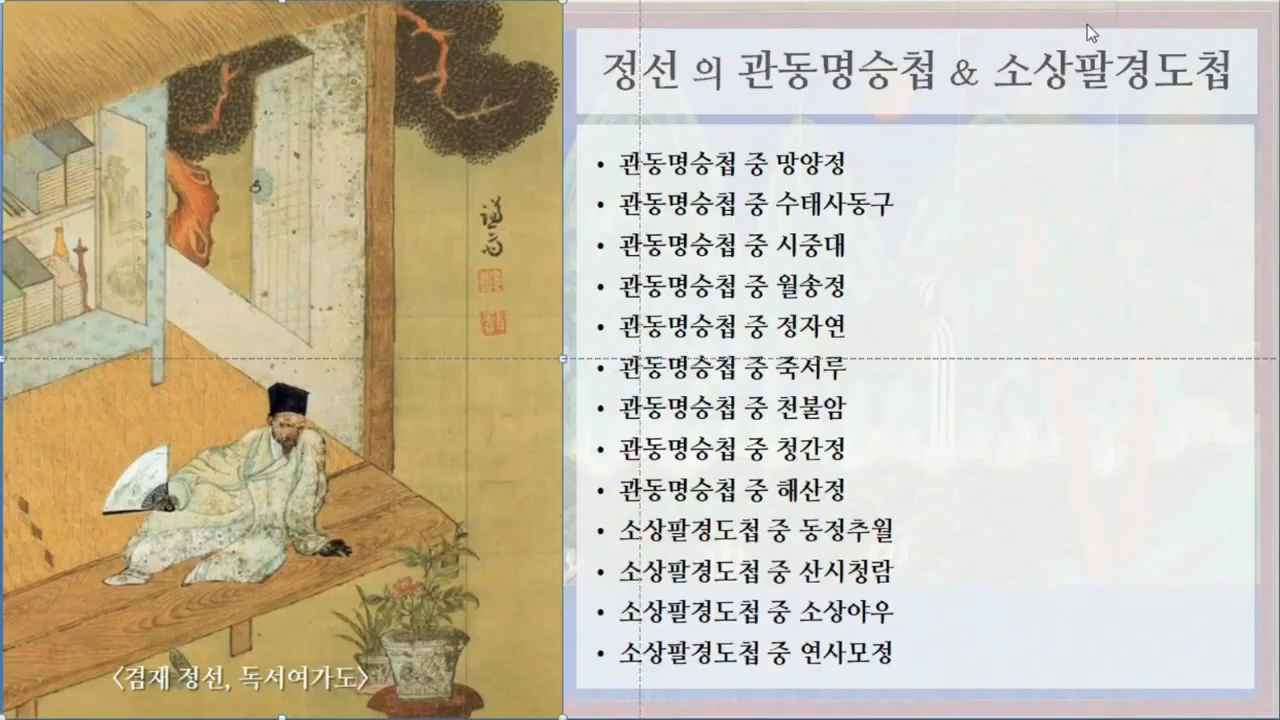 정선 의 관동명승첩 & 소상팔경도첩
• 관동명승첩 중 망양정
• 관동명승첩 중 수태사동구
• 관동명승첩 중 시중대
• 관동명승첩 중 월송정
• 관동명승첩 중 정자연
• 관동명승첩 중 죽서루
• 관동명승첩 중 천불암
• 관동명승첩 중 청간정
• 관동명승첩 중 해산정
• 소상팔경도첩 중 동정추월
• 소상팔경도첩 중 산시청람
• 소상팔경도첩 중 소상야우
• 소상팔경도첩 중 연사모정
謙齋
〈겸재 정선, 독서여가도〉